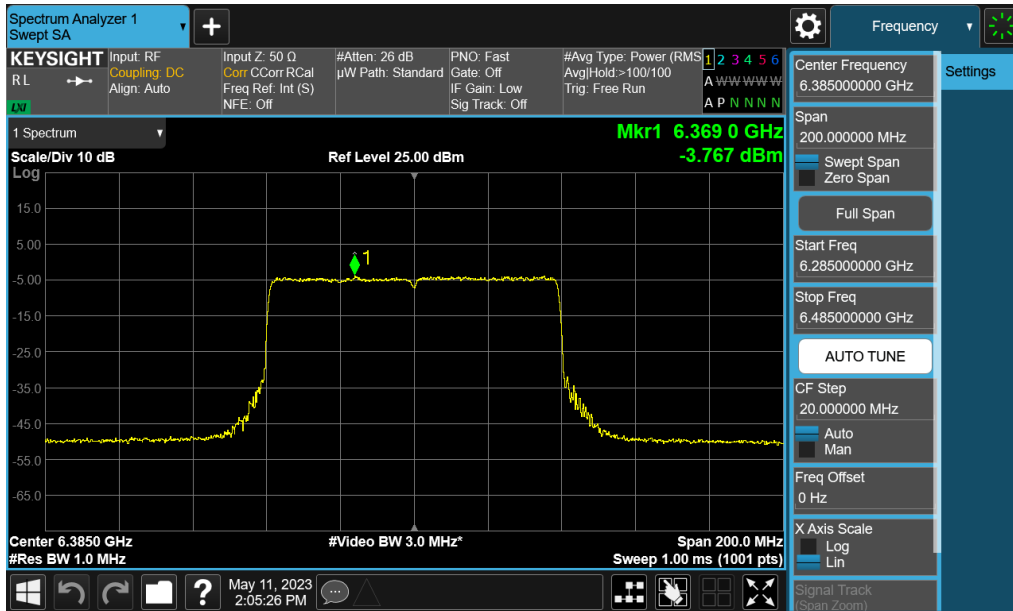 Spectrum Analyzer 1
Swept SA
+
Frequency
KEYSIGHT
R L
LXI
Input: RF
Coupling: DC
Align: Auto
Input Z: 50 Ω
Corr CCorr RCal
Freq Ref: Int (S)
NFE: Off
#Atten: 26 dB
µW Path: Standard
PNO: Fast
Gate: Off
IF Gain: Low
Sig Track: Off
#Avg Type: Power (RMS
Avg|Hold:>100/100
Trig: Free Run
1 2 3 4 5 6
A W W W W W
A P N N N N
1 Spectrum
Scale/Div 10 dB
Log
Ref Level 25.00 dBm
Mkr1 6.369 0 GHz
-3.767 dBm
15.0
5.00
-5.00
-15.0
-25.0
-35.0
-45.0
-55.0
-65.0
1
Center 6.3850 GHz
#Res BW 1.0 MHz
#Video BW 3.0 MHz*
Span 200.0 MHz
Sweep 1.00 ms (1001 pts)
Center Frequency
6.385000000 GHz
Span
200.000000 MHz
Swept Span
Zero Span
Full Span
Start Freq
6.285000000 GHz
Stop Freq
6.485000000 GHz
AUTO TUNE
CF Step
20.000000 MHz
Auto
Man
Freq Offset
0 Hz
X Axis Scale
Log
Lin
Signal Track
(Span Zoom)
Settings
?
May 11, 2023
2:05:26 PM